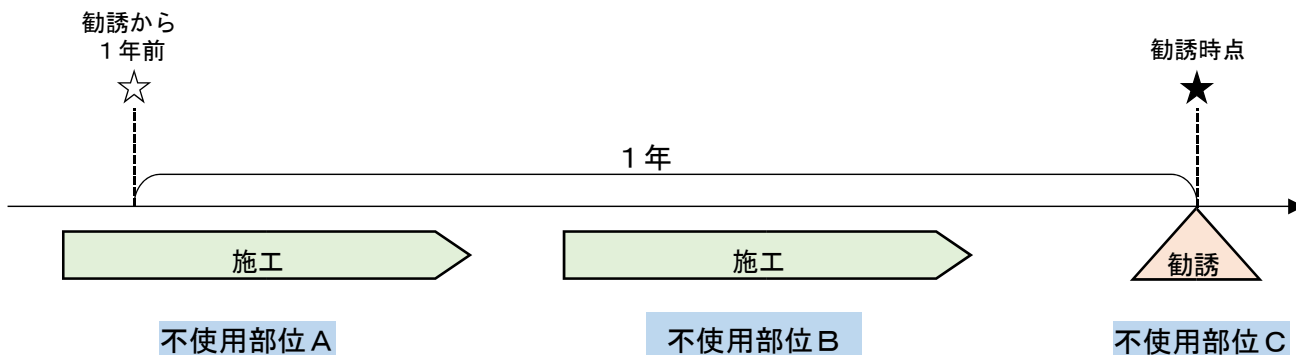 勧誘から
１年前
☆
勧誘時点
★
１年
施工
施工
勧誘
不使用部位Ａ
不使用部位Ｂ
不使用部位Ｃ